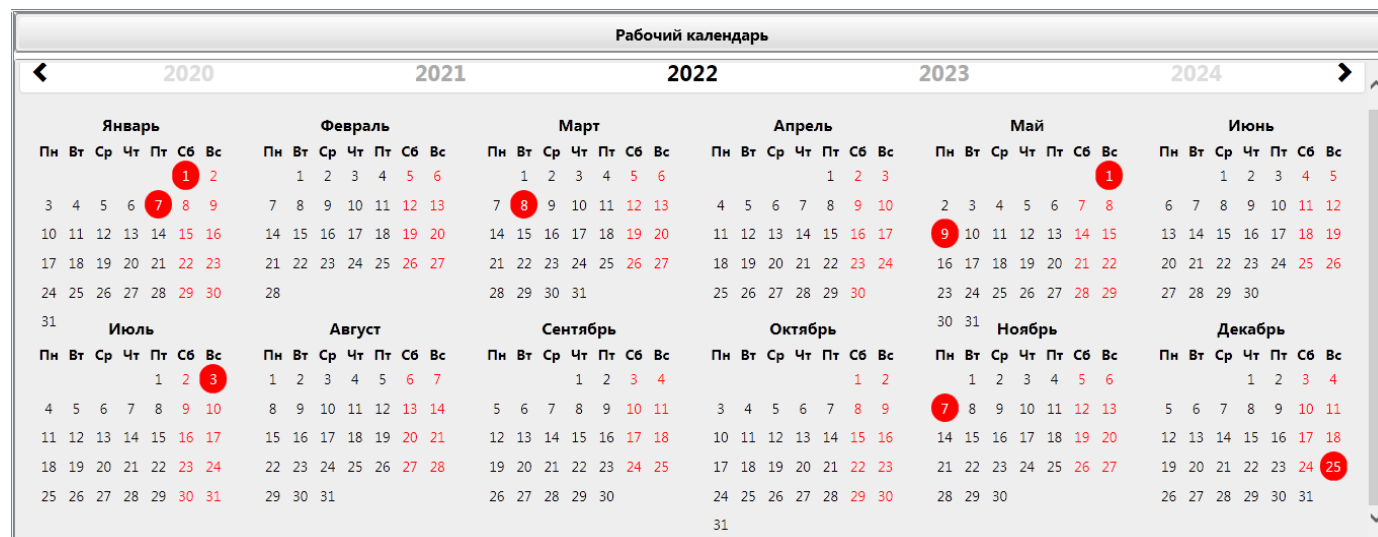 Рабочий календарь
2020 2021 2022 2023 2024
Январь Февраль Март Апрель Май Июнь
Пн Вт Ср Чт Пт Сб Вс Пн Вт Ср Чт Пт Сб Вс Пн Вт Ср Чт Пт Сб Вс Пн Вт Ср Чт Пт Сб Вс Пн Вт Ср Чт Пт Сб Вс Пн Вт Ср Чт Пт Сб Вс
1 2 1 2 3 4 5 6 1 2 3 4 5 6 1 2 3 1 1 2 3 4 5
3 4 5 6 7 8 9 7 8 9 10 11 12 13 7 8 9 10 11 12 13 4 5 6 7 8 9 10 2 3 4 5 6 7 8 6 7 8 9 10 11 12
10 11 12 13 14 15 16 14 15 16 17 18 19 20 14 15 16 17 18 19 20 11 12 13 14 15 16 17 9 10 11 12 13 14 15 13 14 15 16 17 18 19
17 18 19 20 21 22 23 21 22 23 24 25 26 27 21 22 23 24 25 26 27 18 19 20 21 22 23 24 16 17 18 19 20 21 22 20 21 22 23 24 25 26
24 25 26 27 28 29 30 28 28 29 30 31 25 26 27 28 29 30 23 24 25 26 27 28 29 27 28 29 30
31 30 31
Июль Август Сентябрь Октябрь Ноябрь Декабрь
Пн Вт Ср Чт Пт Сб Вс Пн Вт Ср Чт Пт Сб Вс Пн Вт Ср Чт Пт Сб Вс Пн Вт Ср Чт Пт Сб Вс Пн Вт Ср Чт Пт Сб Вс Пн Вт Ср Чт Пт Сб Вс
1 2 3 1 2 3 4 5 6 7 1 2 3 4 1 2 1 2 3 4 5 6 1 2 3 4
4 5 6 7 8 9 10 8 9 10 11 12 13 14 5 6 7 8 9 10 11 3 4 5 6 7 8 9 7 8 9 10 11 12 13 5 6 7 8 9 10 11
11 12 13 14 15 16 17 15 16 17 18 19 20 21 12 13 14 15 16 17 18 10 11 12 13 14 15 16 14 15 16 17 18 19 20 12 13 14 15 16 17 18
18 19 20 21 22 23 24 22 23 24 25 26 27 28 19 20 21 22 23 24 25 17 18 19 20 21 22 23 21 22 23 24 25 26 27 19 20 21 22 23 24 25
25 26 27 28 29 30 31 29 30 31 26 27 28 29 30 24 25 26 27 28 29 30 28 29 30 26 27 28 29 30 31
31